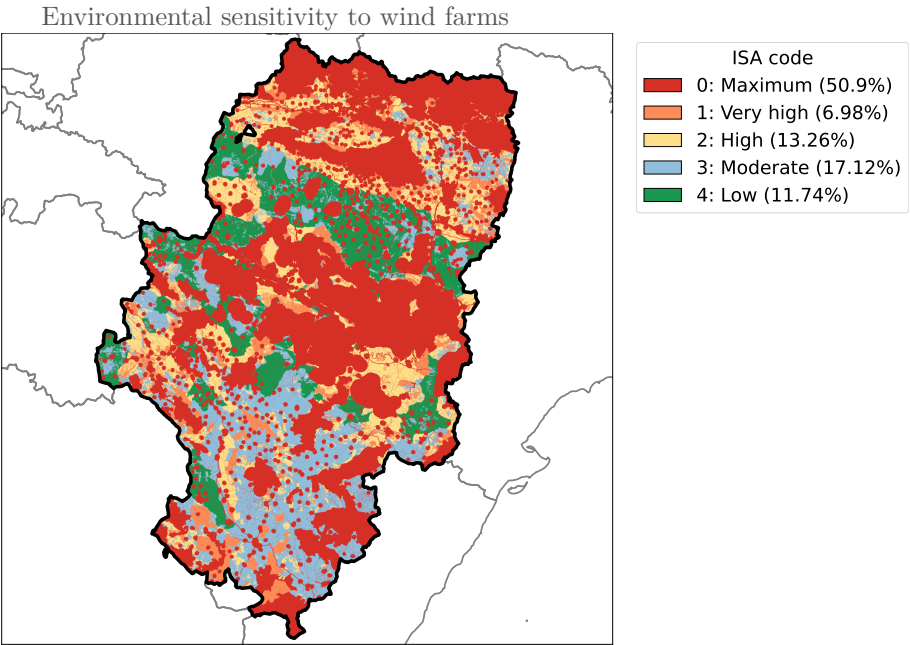 Environmental sensitivity to wind farms
ISA code
0: Maximum (50.9%)
1: Very high (6.98%)
2: High (13.26%)
3: Moderate (17.12%)
4: Low (11.74%)